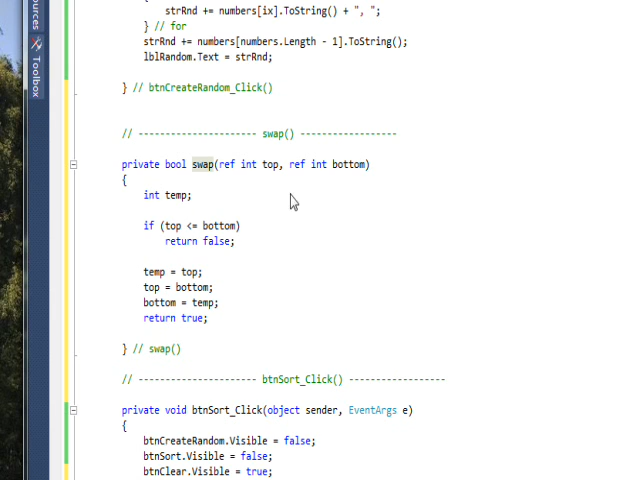 ources
Toolbox
strRnd += numbers[ix].ToString() + ", ";
} // for
strRnd += numbers[numbers.Length - 1].ToString();
lblRandom.Text = strRnd;
} // btnCreateRandom_Click()
// ---------------------- swap() ------------------
private bool swap(ref int top, ref int bottom)
{
int temp;
if (top <= bottom)
return false;
temp = top;
top = bottom;
bottom = temp;
return true;
} // swap()
// ---------------------- btnSort_Click() ------------------
private void btnSort_Click(object sender, EventArgs e)
{
btnCreateRandom.Visible = false;
btnSort.Visible = false;
btnClear.Visible = true;